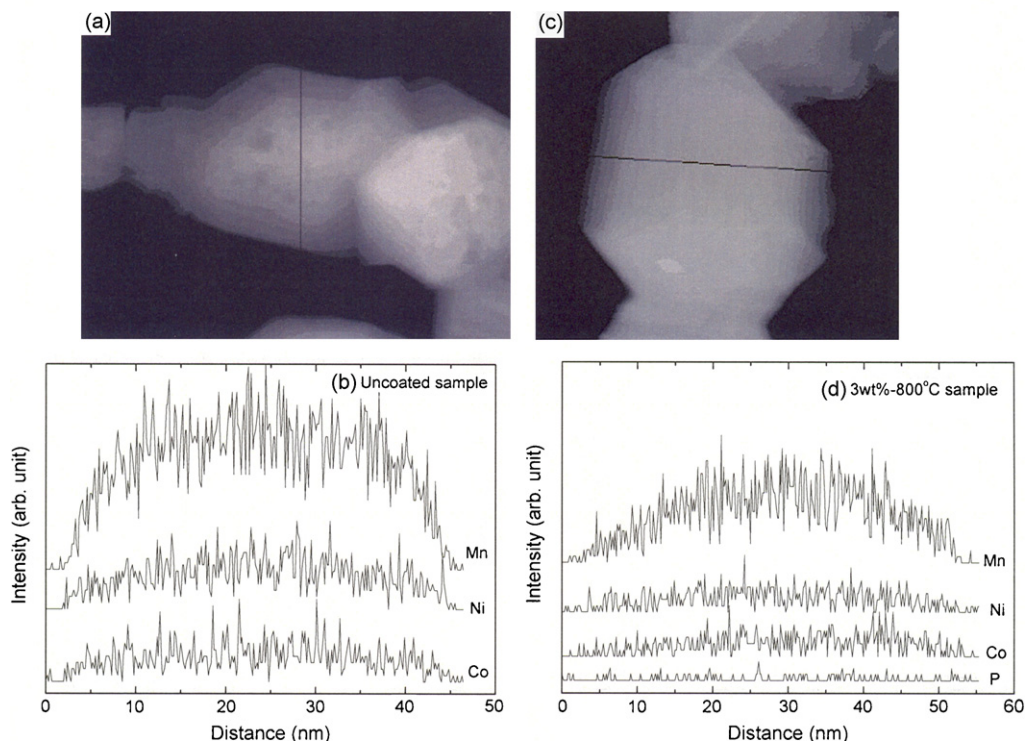 (a)
(c)
(b) Uncoated sample
Intensity (arb. unit)
Mn
Ni
Co
0 10 20 30 40 50
Distance (nm)
(d) 3wt%-800°C sample
Intensity (arb. unit)
Mn
Ni
Co
P
0 10 20 30 40 50 60
Distance (nm)